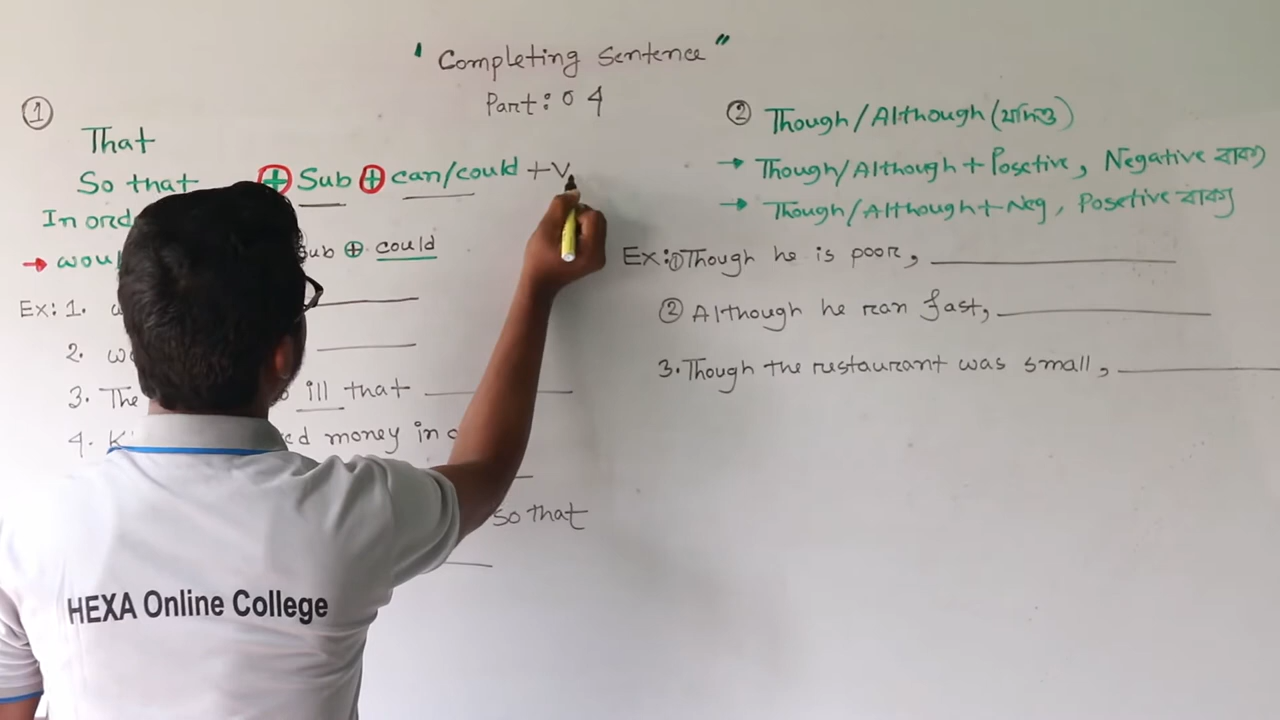 ' Completing Sentence "
Part: 04
①
That
So that ⊕ Sub ⊕ can/could + V
In ord
→ woul Sub ⊕ could
Ex: 1.
2. w
3. The ill that
4. K ed money in o
so that
② Though/Although (যদিও)
→ Though/Although + Posetive, Negative বাক্য
→ Though/Although + Neg, Posetive বাক্য
Ex: ① Though he is poor,
② Although he ran fast,
3. Though the restaurant was small,
HEXA Online College